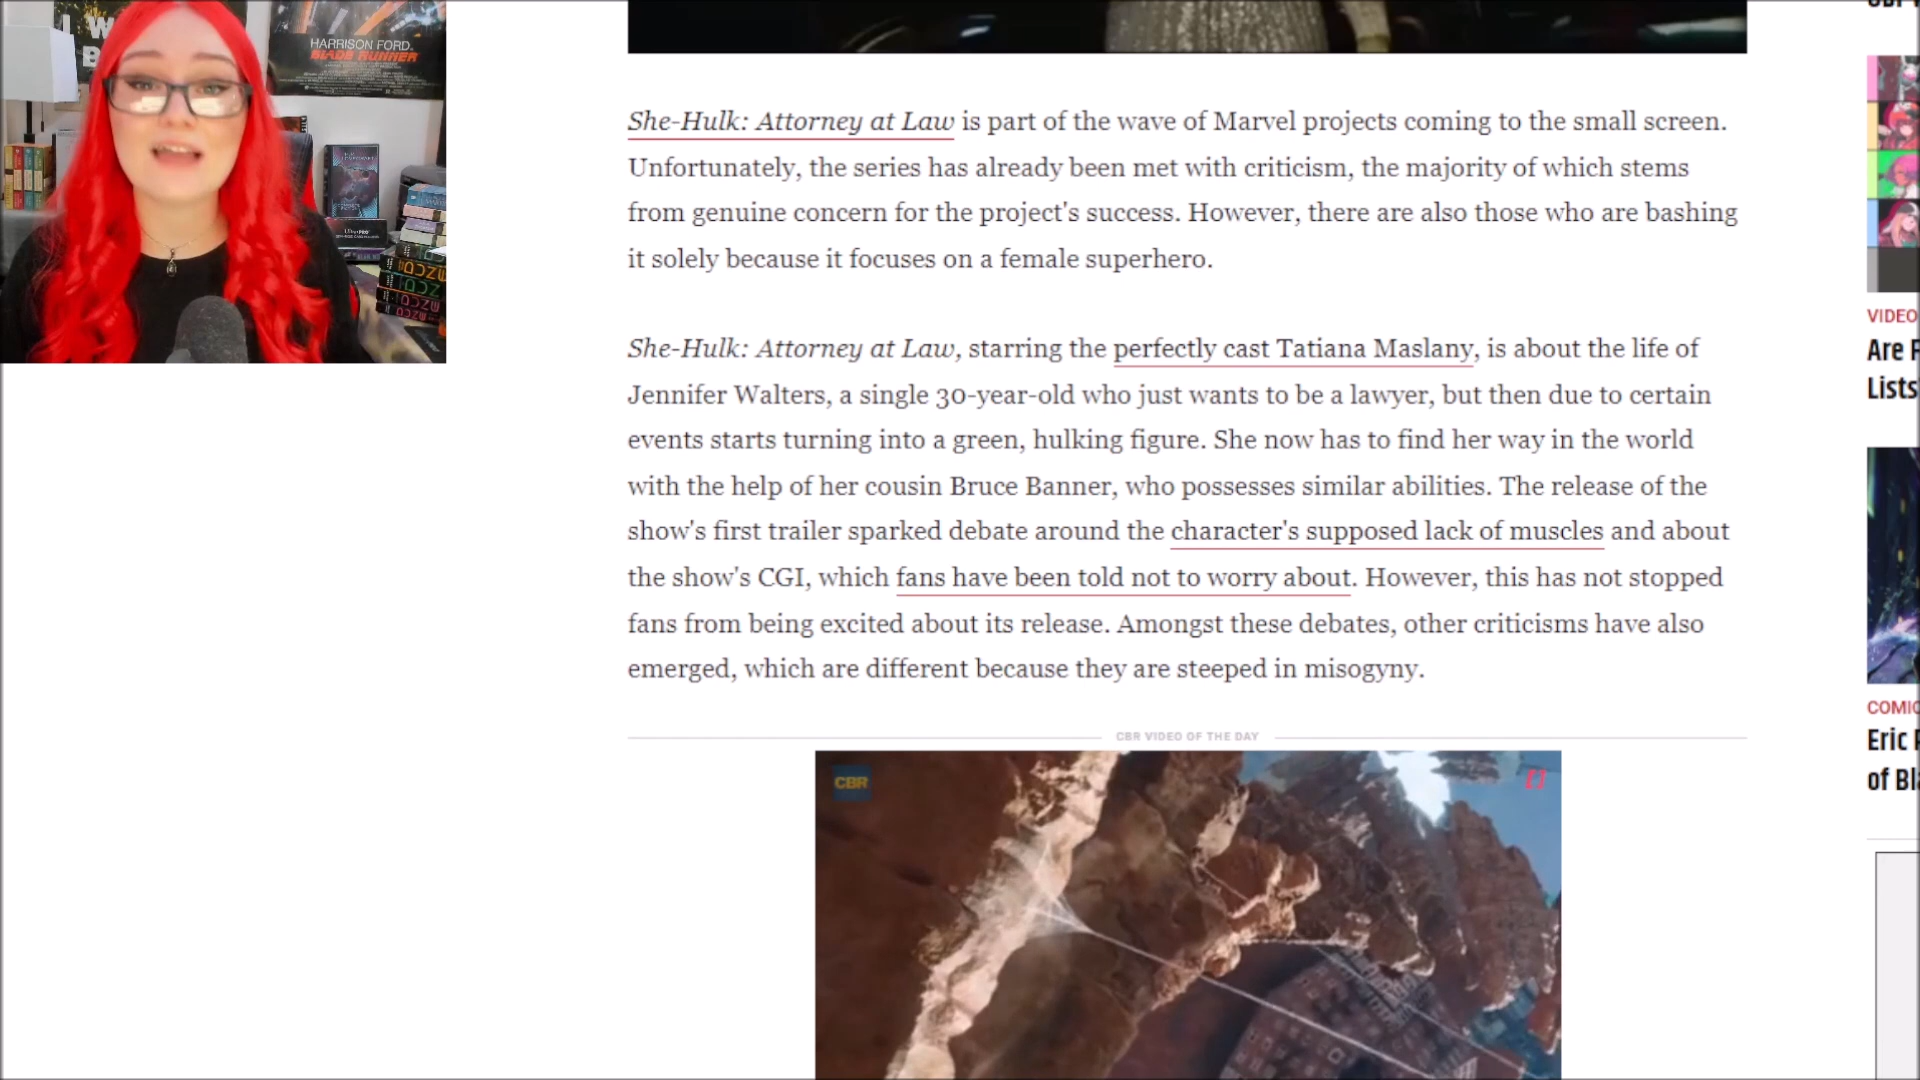 HARRISON FORD.
BLADE RUNNER
She-Hulk: Attorney at Law is part of the wave of Marvel projects coming to the small screen.
Unfortunately, the series has already been met with criticism, the majority of which stems
from genuine concern for the project's success. However, there are also those who are bashing
it solely because it focuses on a female superhero.
She-Hulk: Attorney at Law, starring the perfectly cast Tatiana Maslany, is about the life of
Jennifer Walters, a single 30-year-old who just wants to be a lawyer, but then due to certain
events starts turning into a green, hulking figure. She now has to find her way in the world
with the help of her cousin Bruce Banner, who possesses similar abilities. The release of the
show's first trailer sparked debate around the character's supposed lack of muscles and about
the show's CGI, which fans have been told not to worry about. However, this has not stopped
fans from being excited about its release. Amongst these debates, other criticisms have also
emerged, which are different because they are steeped in misogyny.
CBR VIDEO OF THE DAY
CBR
VIDEO
Are
Lists
COMIC
Eric
of